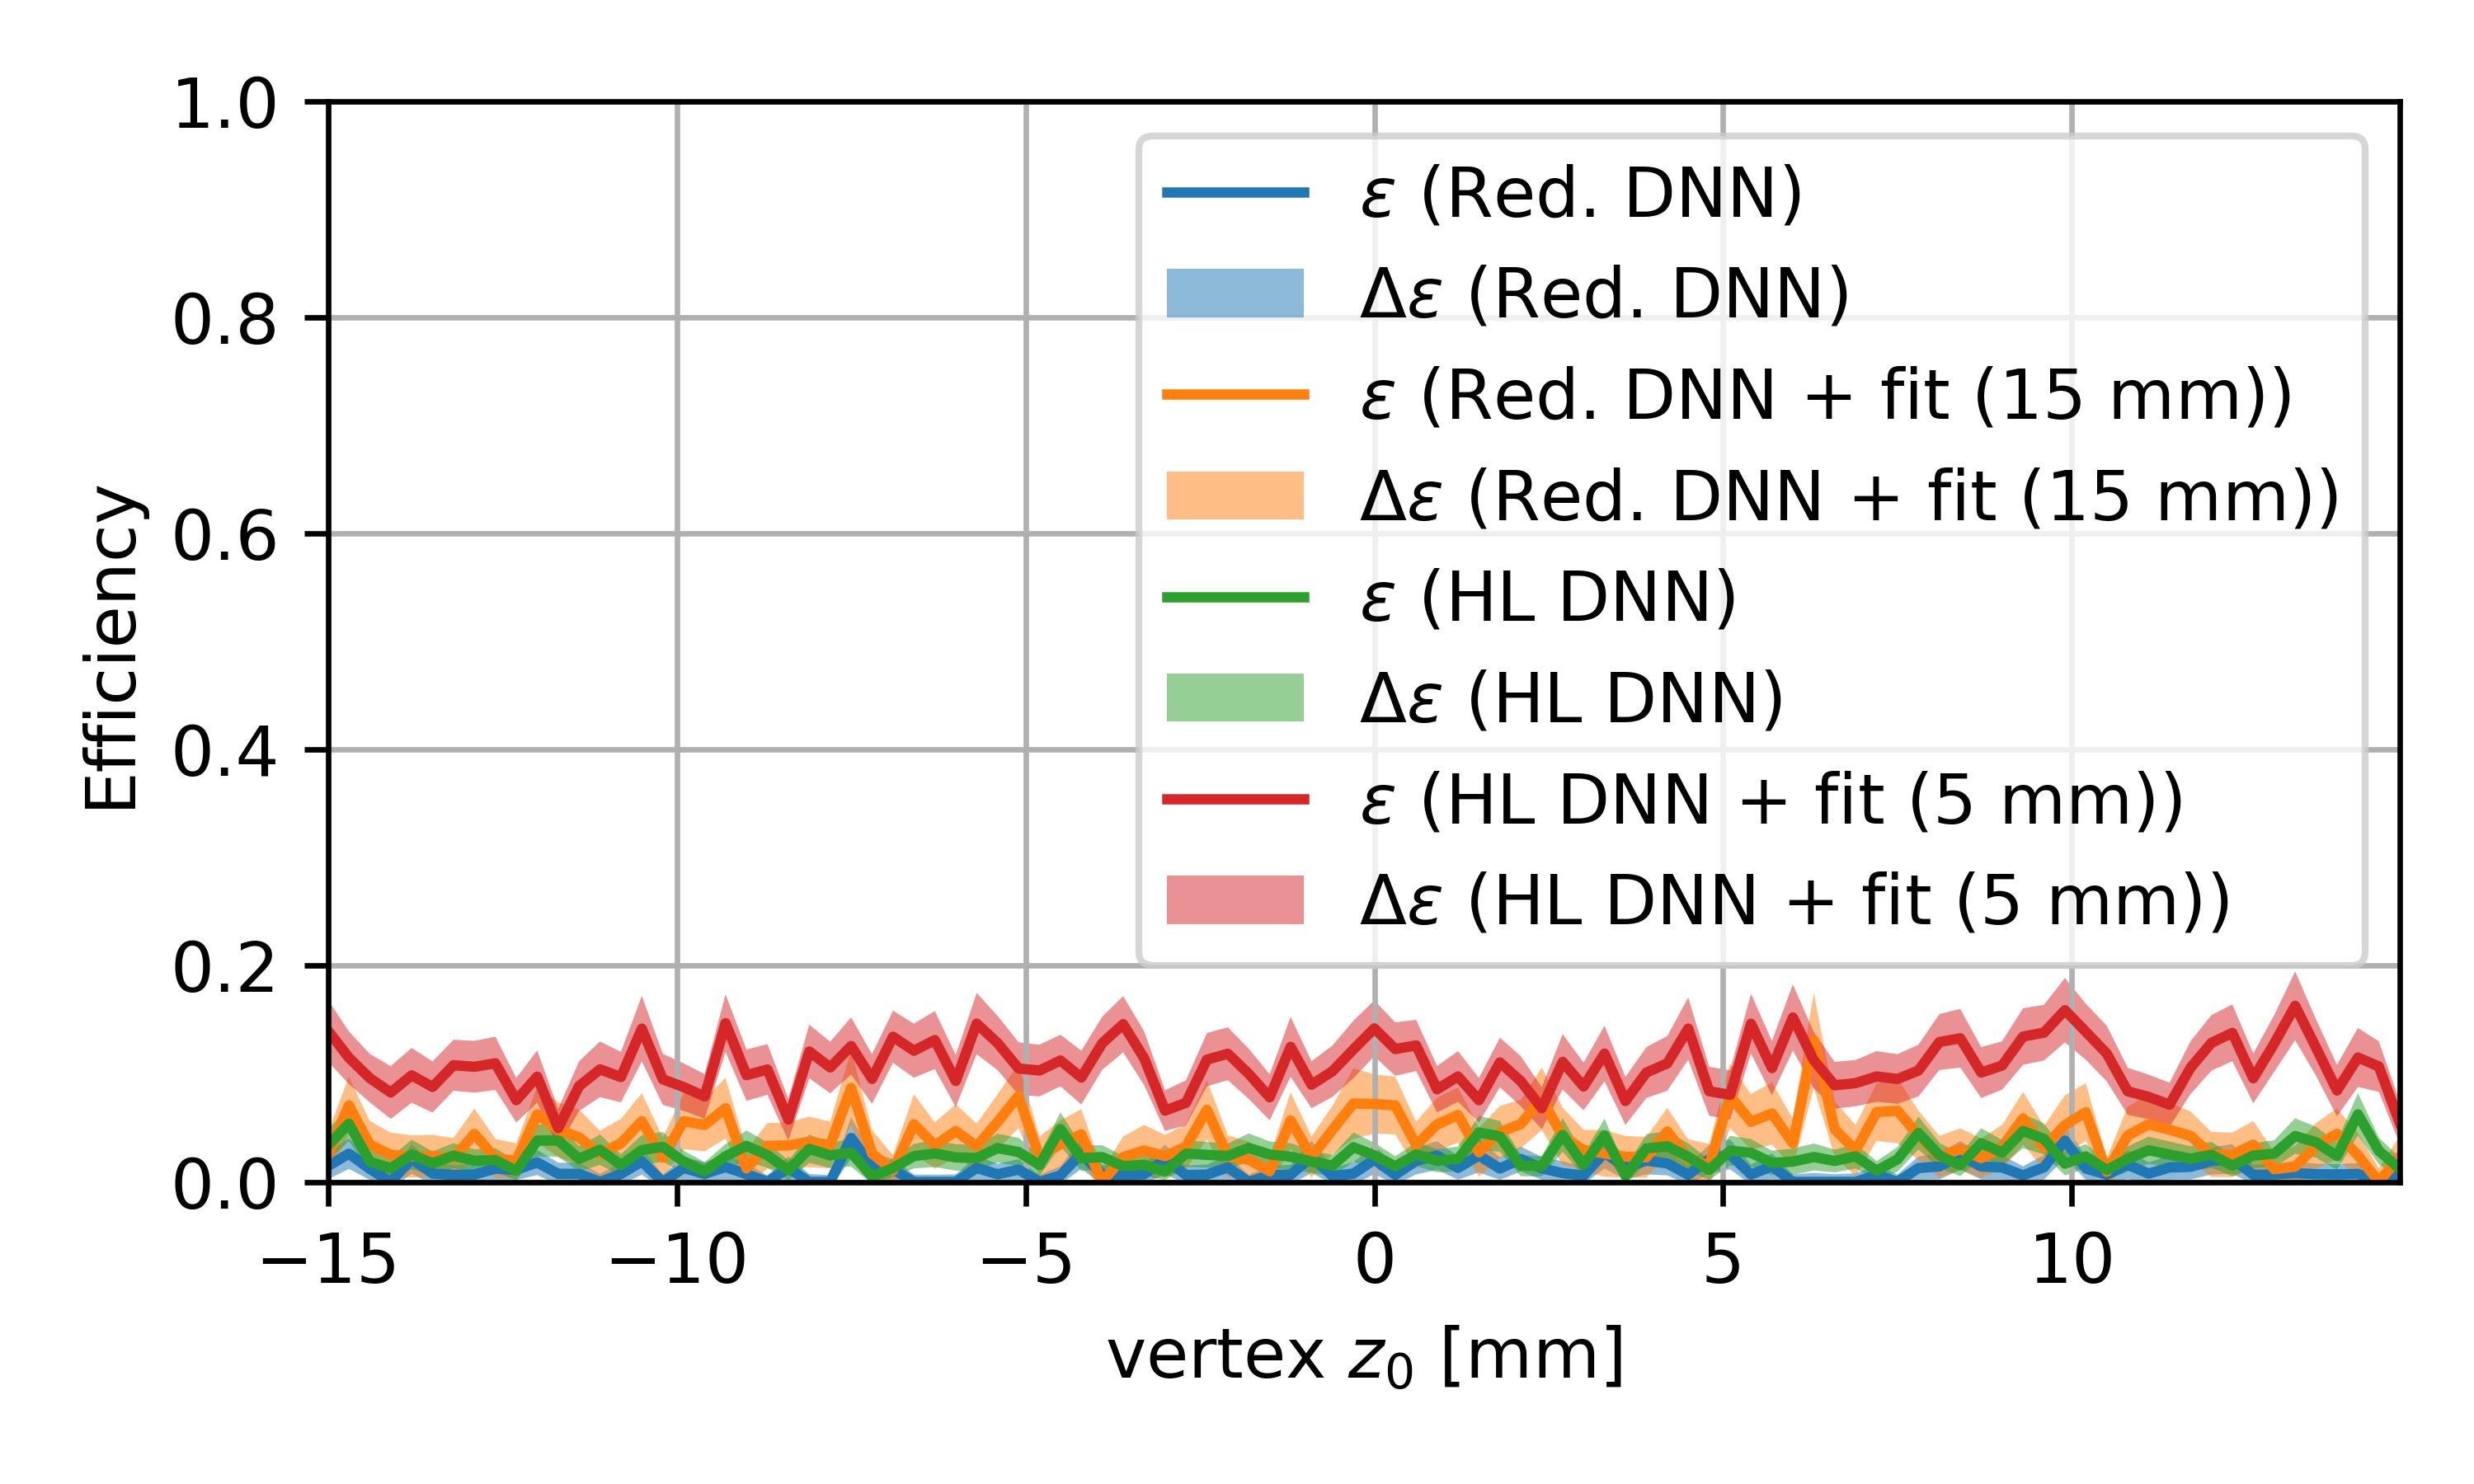 1.0
0.8
0.6
0.4
0.2
0.0
Efficiency
ε (Red. DNN)
Δε (Red. DNN)
ε (Red. DNN + fit (15 mm))
Δε (Red. DNN + fit (15 mm))
ε (HL DNN)
Δε (HL DNN)
ε (HL DNN + fit (5 mm))
Δε (HL DNN + fit (5 mm))
−15 −10 −5 0 5 10
vertex z₀ [mm]